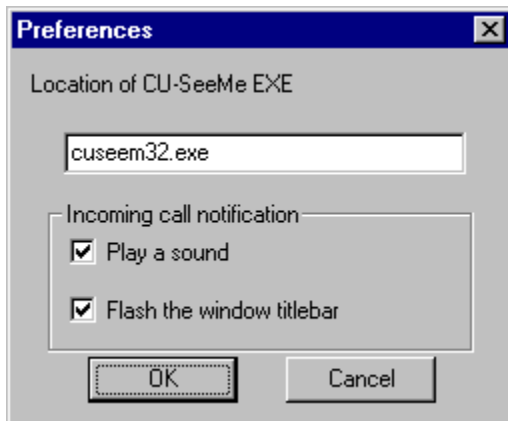 Preferences
Location of CU-SeeMe EXE
cuseem32.exe
Incoming call notification
Play a sound
Flash the window titlebar
OK Cancel